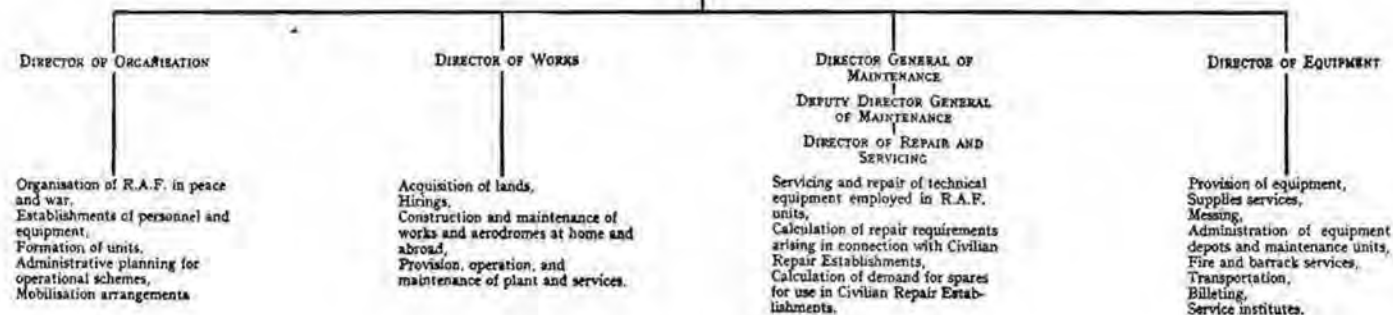 DIRECTOR OF ORGANISATION
Organisation of R.A.F. in peace
and war,
Establishments of personnel and
equipment,
Formation of units,
Administrative planning for
operational schemes,
Mobilisation arrangements
DIRECTOR OF WORKS
Acquisition of lands,
Hirings,
Construction and maintenance of
works and aerodromes at home and
abroad,
Provision, operation, and
maintenance of plant and services.
DIRECTOR GENERAL OF
MAINTENANCE
DEPUTY DIRECTOR GENERAL
OF MAINTENANCE
DIRECTOR OF REPAIR AND
SERVICING
Servicing and repair of technical
equipment employed in R.A.F.
units,
Calculation of repair requirements
arising in connection with Civilian
Repair Establishments,
Calculation of demand for spares
for use in Civilian Repair Estab-
lishments.
DIRECTOR OF EQUIPMENT
Provision of equipment,
Supplies services,
Messing,
Administration of equipment
depots and maintenance units,
Fire and barrack services,
Transportation,
Billeting,
Service institutes.